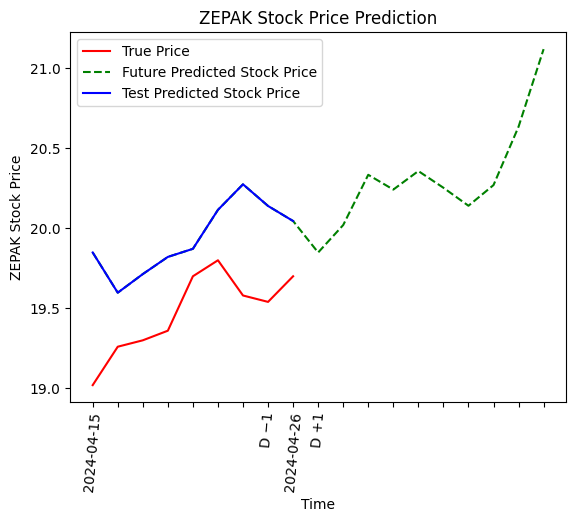 ZEPAK Stock Price Prediction
True Price
Future Predicted Stock Price
Test Predicted Stock Price
21.0
20.5
20.0
19.5
19.0
ZEPAK Stock Price
2024-04-15
D −1
2024-04-26
D +1
Time